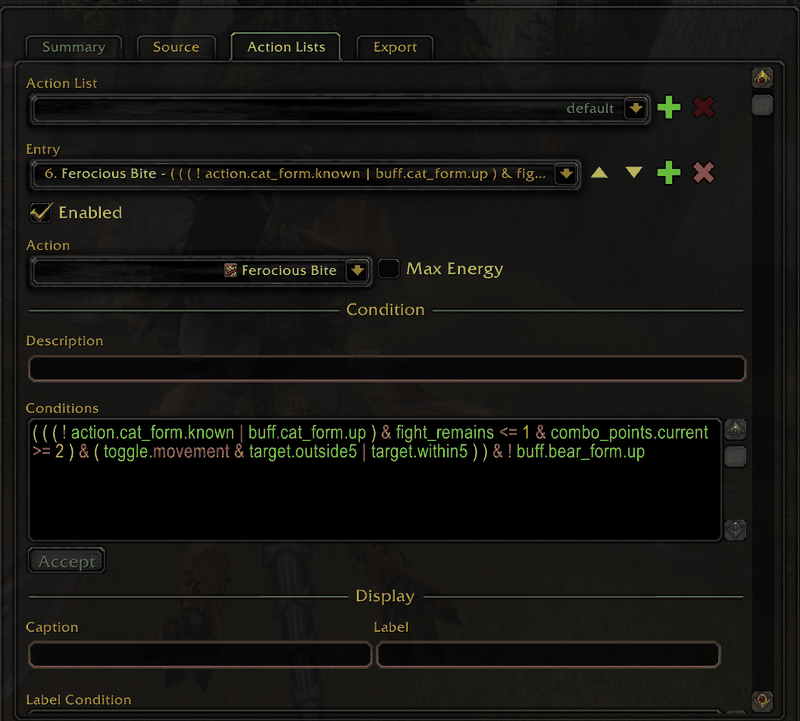 Summary Source Action Lists Export
Action List
default
Entry
6. Ferocious Bite - ( ( ( ! action.cat_form.known | buff.cat_form.up ) & fig...
Enabled
Action
Ferocious Bite Max Energy
Condition
Description
Conditions
( ( ( ! action.cat_form.known | buff.cat_form.up ) & fight_remains <= 1 & combo_points.current
>= 2 ) & ( toggle.movement & target.outside5 | target.within5 ) ) & ! buff.bear_form.up
Accept
Display
Caption Label
Label Condition